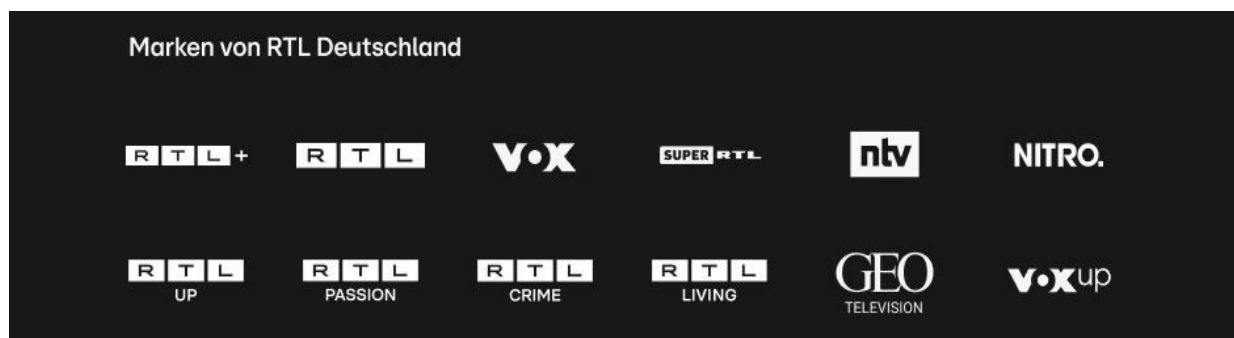 Marken von RTL Deutschland
RTL+ RTL VOX SUPER RTL ntv NITRO.
RTL RTL RTL RTL GEO VOXup
UP PASSION CRIME LIVING TELEVISION